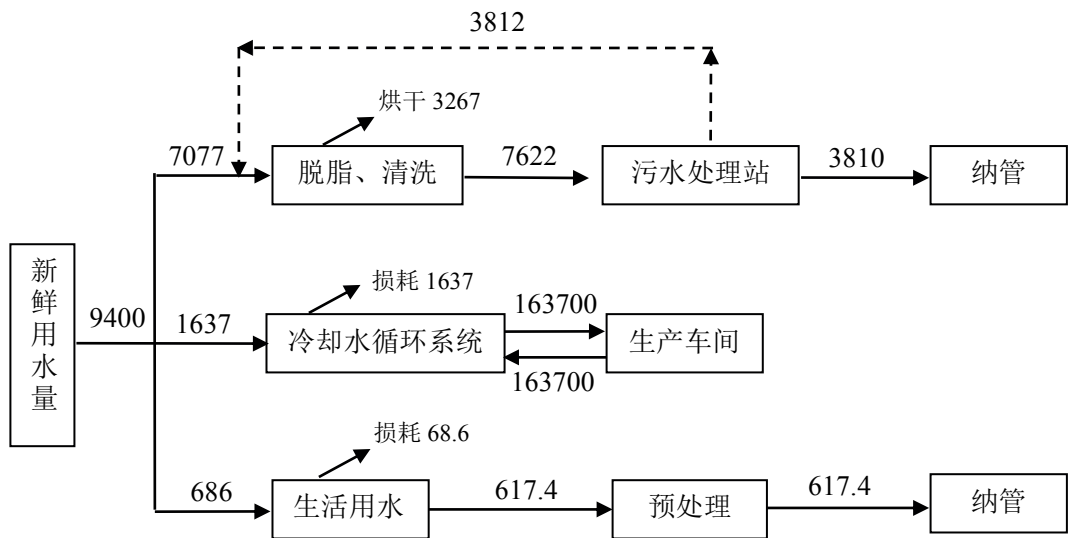 3812
烘干 3267
7077
脱脂、清洗
7622
污水处理站
3810
纳管
新鲜用水量
9400
损耗 1637
1637
冷却水循环系统
163700
163700
生产车间
损耗 68.6
686
生活用水
617.4
预处理
617.4
纳管